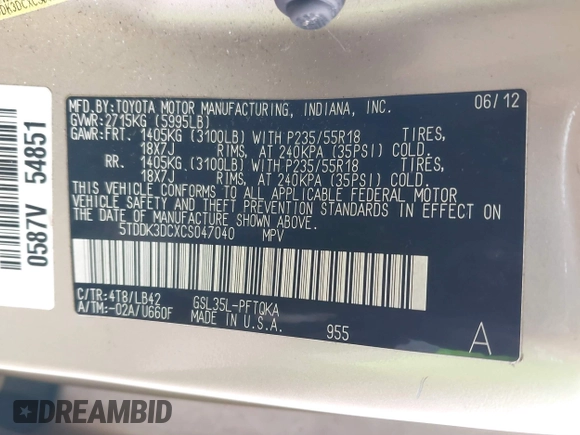 MFD.BY: TOYOTA MOTOR MANUFACTURING, INDIANA, INC. 06/12
GVWR: 2715KG (5995LB)
GAWR: FRT. 1405KG (3100LB) WITH P235/55R18 TIRES,
18X7J RIMS, AT 240KPA (35PSI) COLD.
RR. 1405KG (3100LB) WITH P235/55R18 TIRES,
18X7J RIMS, AT 240KPA (35PSI) COLD.
THIS VEHICLE CONFORMS TO ALL APPLICABLE FEDERAL MOTOR
VEHICLE SAFETY AND THEFT PREVENTION STANDARDS IN EFFECT ON
THE DATE OF MANUFACTURE SHOWN ABOVE.
5TDDK3DCXCS047040 MPV
C/TR: 4T8/LB42 GSL35L-PFTQKA
A/TM: -02A/U660F MADE IN U.S.A. 955 A
0587V 54851
DREAMBID